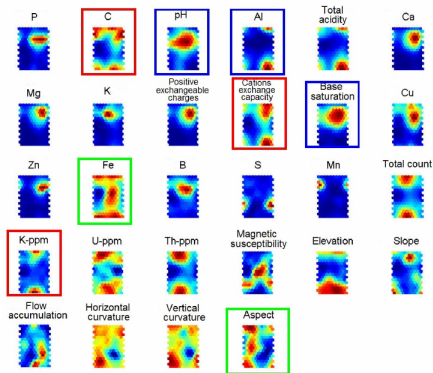 P C pH Al Total acidity Ca
Mg K Positive exchangeable charges Cations exchange capacity Base saturation Cu
Zn Fe B S Mn Total count
K-ppm U-ppm Th-ppm Magnetic susceptibility Elevation Slope
Flow accumulation Horizontal curvature Vertical curvature Aspect